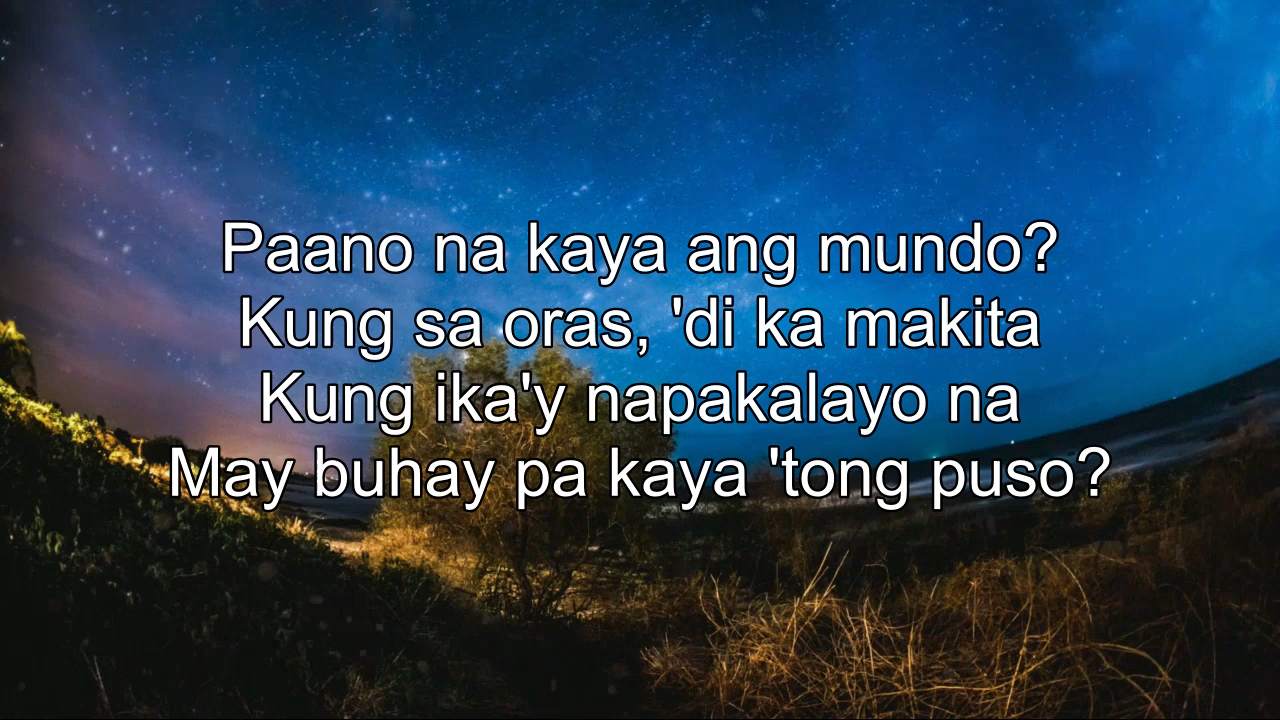 Paano na kaya ang mundo?
Kung sa oras, 'di ka makita
Kung ika'y napakalayo na
May buhay pa kaya 'tong puso?